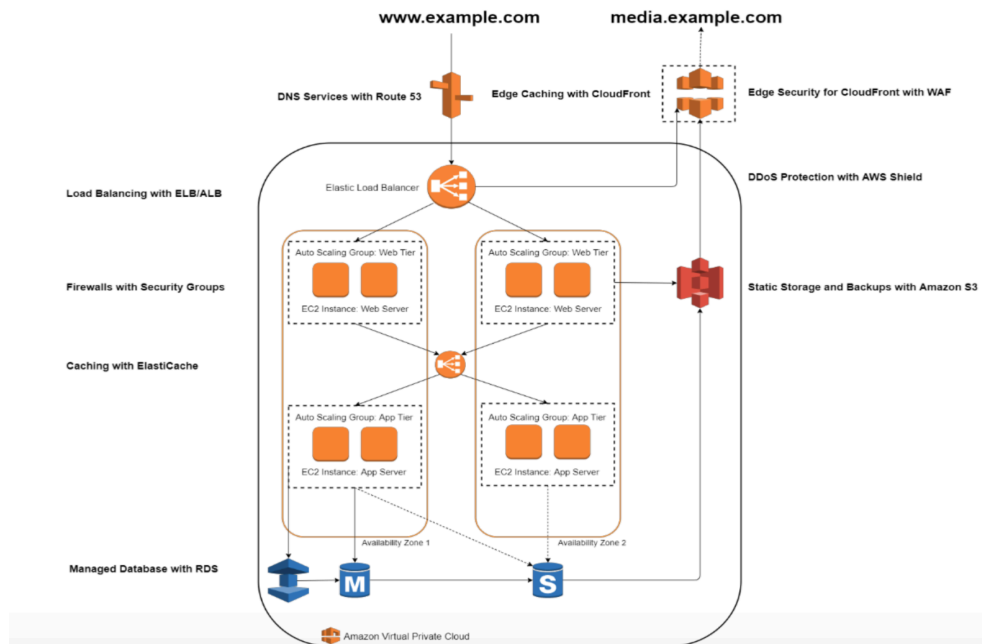 www.example.com
media.example.com
DNS Services with Route 53
Edge Caching with CloudFront
Edge Security for CloudFront with WAF
Load Balancing with ELB/ALB
Elastic Load Balancer
DDoS Protection with AWS Shield
Auto Scaling Group: Web Tier
EC2 Instance: Web Server
Auto Scaling Group: Web Tier
EC2 Instance: Web Server
Firewalls with Security Groups
Static Storage and Backups with Amazon S3
Caching with ElastiCache
Auto Scaling Group: App Tier
EC2 Instance: App Server
Auto Scaling Group: App Tier
EC2 Instance: App Server
Availability Zone 1
Availability Zone 2
Managed Database with RDS
M
S
Amazon Virtual Private Cloud